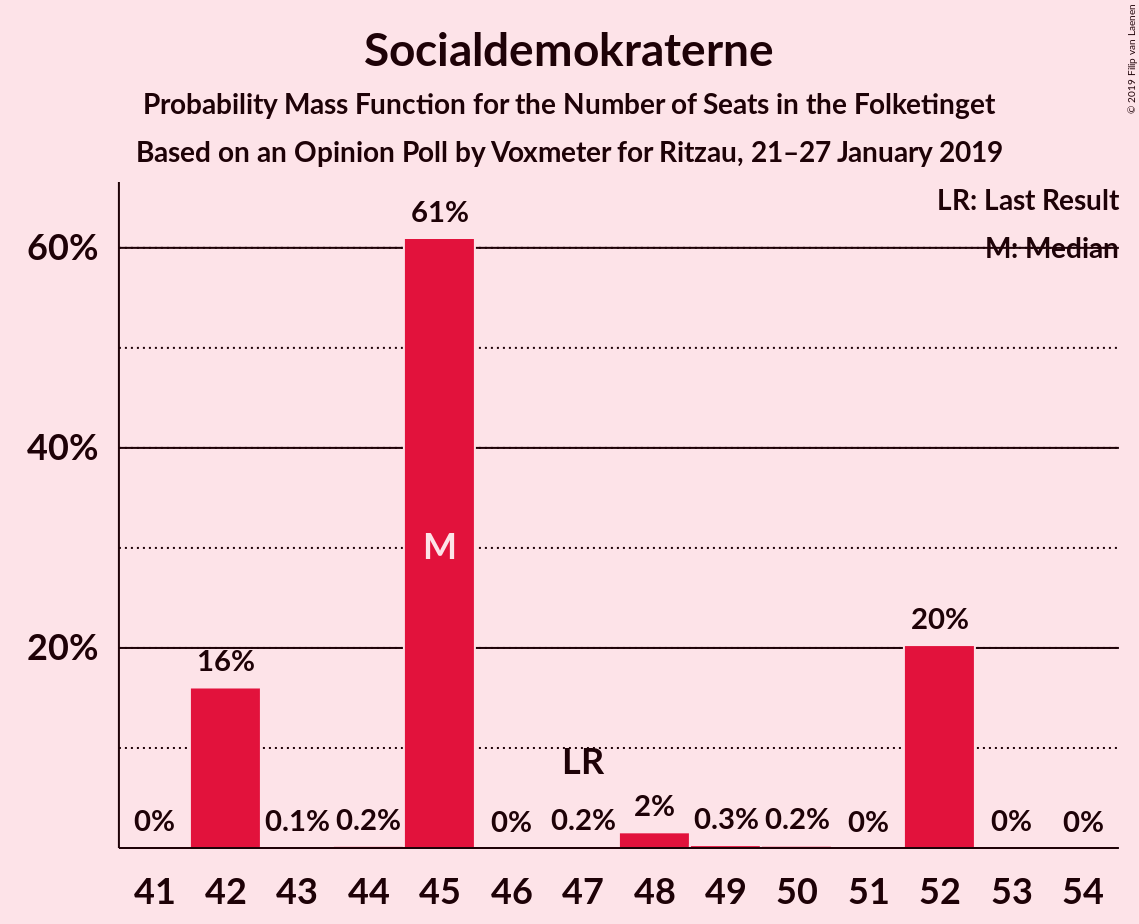 Socialdemokraterne
Probability Mass Function for the Number of Seats in the Folketinget
Based on an Opinion Poll by Voxmeter for Ritzau, 21–27 January 2019
© 2019 Filip van Laenen
LR: Last Result
M: Median
60%
40%
20%
0%
16%
0.1%
0.2%
61%
M
0%
LR
0.2%
2%
0.3%
0.2%
0%
20%
0%
0%
41 42 43 44 45 46 47 48 49 50 51 52 53 54